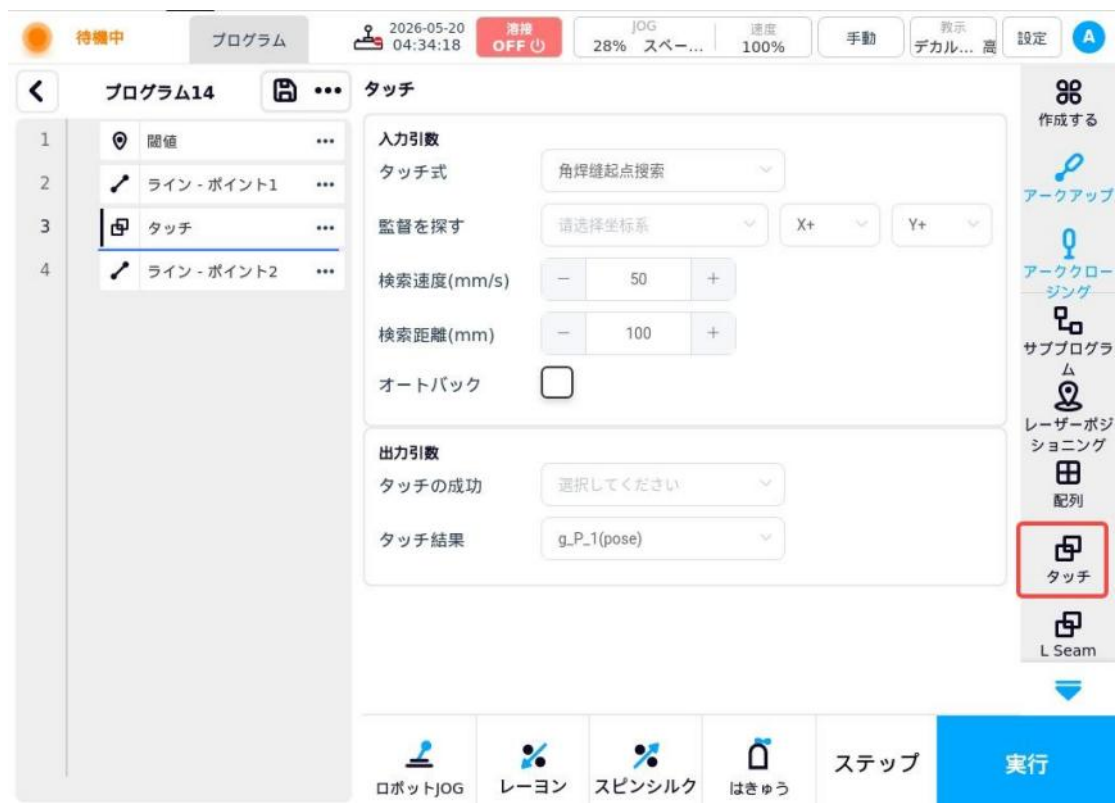 待機中
プログラム
2026-05-20
04:34:18
溶接
OFF
JOG
28% スペー...
速度
100%
手動
教示
デカル... 高
設定
A
プログラム14
タッチ
1 閾値
2 ライン - ポイント1
3 タッチ
4 ライン - ポイント2
入力引数
タッチ式 角焊缝起点搜索
監督を探す 请选择坐标系 X+ Y+
検索速度(mm/s) − 50 +
検索距離(mm) − 100 +
オートバック
出力引数
タッチの成功 選択してください
タッチ結果 g_P_1(pose)
作成する
アークアップ
アーククロー
ジング
サブプログラ
ム
レーザーポジ
ショニング
配列
タッチ
L Seam
ロボットJOG
レーヨン
スピンシルク
はきゅう
ステップ
実行